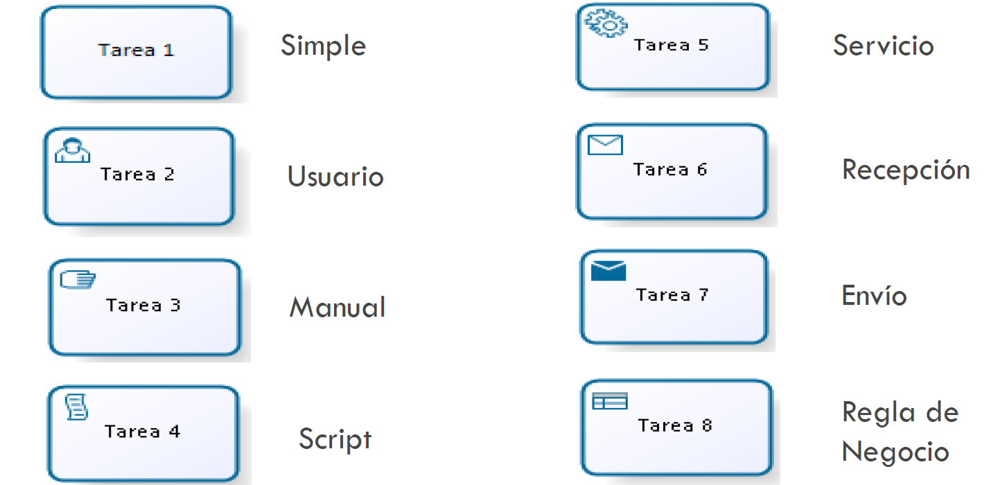 Tarea 1
Simple
Tarea 2
Usuario
Tarea 3
Manual
Tarea 4
Script
Tarea 5
Servicio
Tarea 6
Recepción
Tarea 7
Envío
Tarea 8
Regla de
Negocio